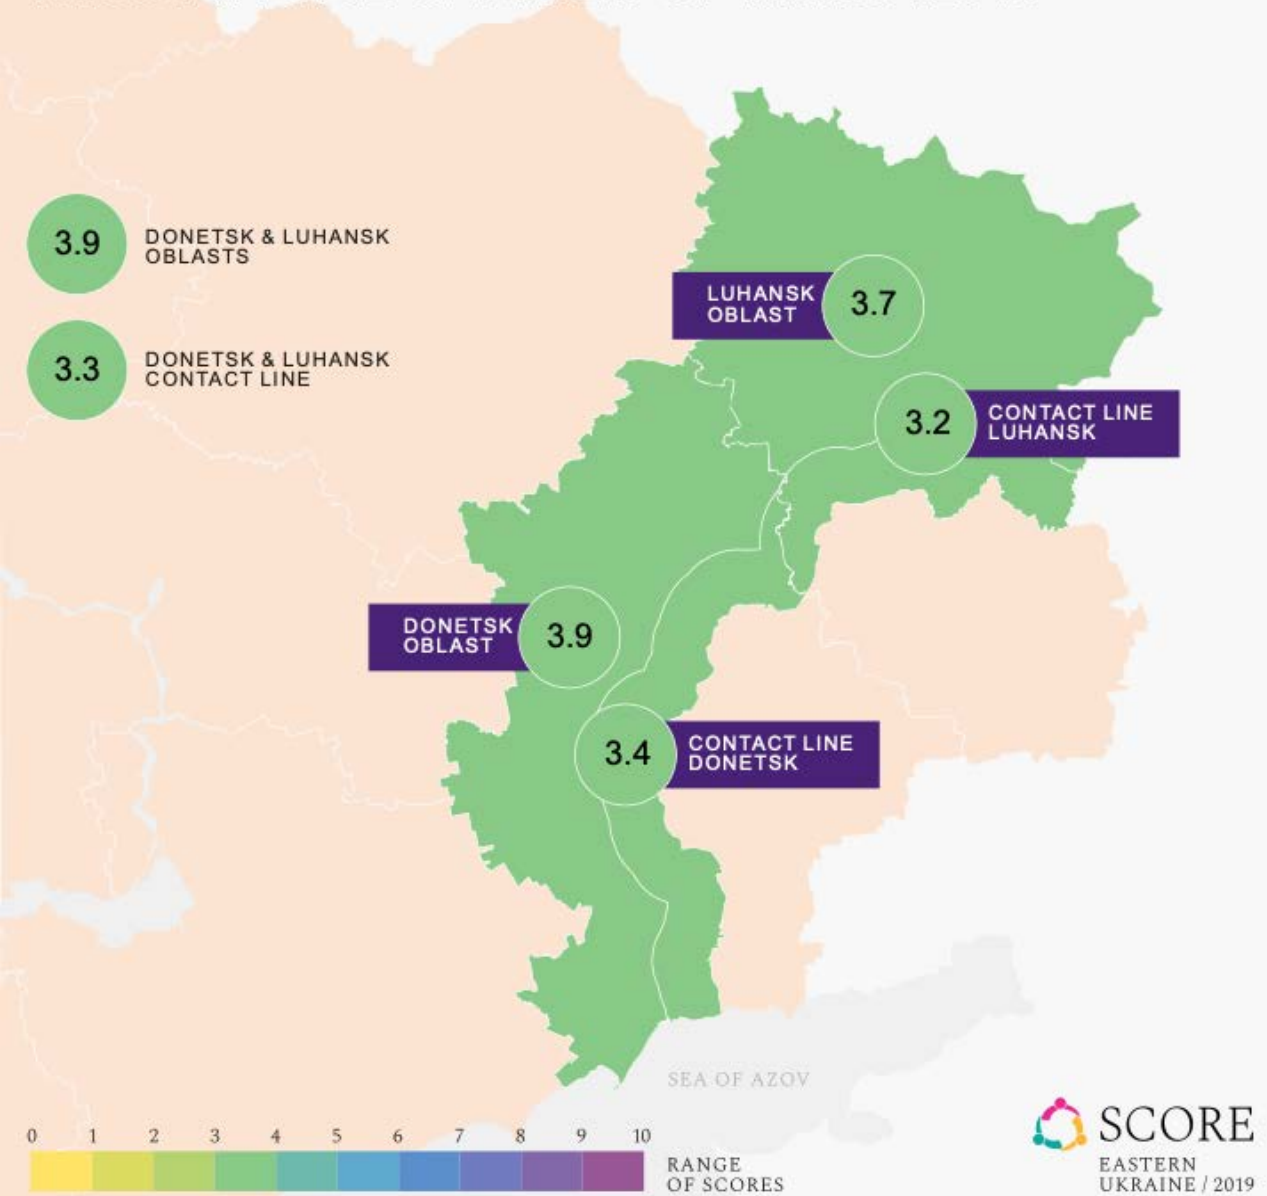 3.9
DONETSK & LUHANSK
OBLASTS
3.3
DONETSK & LUHANSK
CONTACT LINE
LUHANSK
OBLAST
3.7
3.2
CONTACT LINE
LUHANSK
DONETSK
OBLAST
3.9
3.4
CONTACT LINE
DONETSK
SEA OF AZOV
0 1 2 3 4 5 6 7 8 9 10
RANGE
OF SCORES
SCORE
EASTERN
UKRAINE / 2019